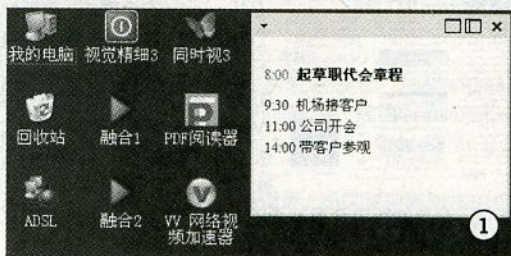 我的电脑
视觉精细3
同时视3
回收站
融合1
PDF阅读器
ADSL
融合2
VV 网络视
频加速器
8:00 起草职代会章程
9:30 机场接客户
11:00 公司开会
14:00 带客户参观
①